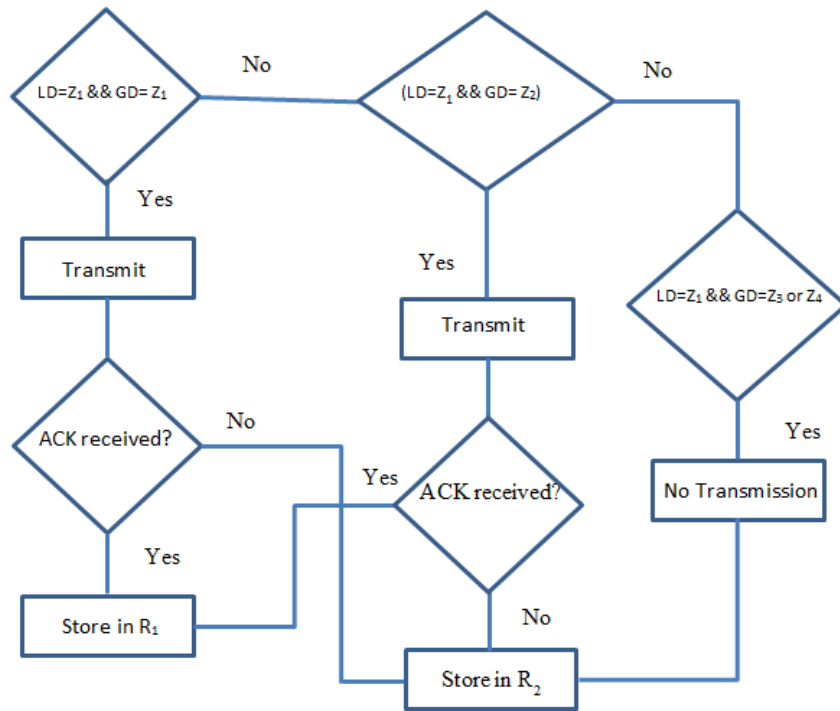 No
No
LD=Z₁ && GD= Z₁
(LD=Z₁ && GD= Z₂)
Yes
Transmit
Yes
LD=Z₁ && GD=Z₃ or Z₄
Transmit
No
Yes
ACK received?
Yes
ACK received?
No Transmission
Yes
Store in R₁
No
Store in R₂